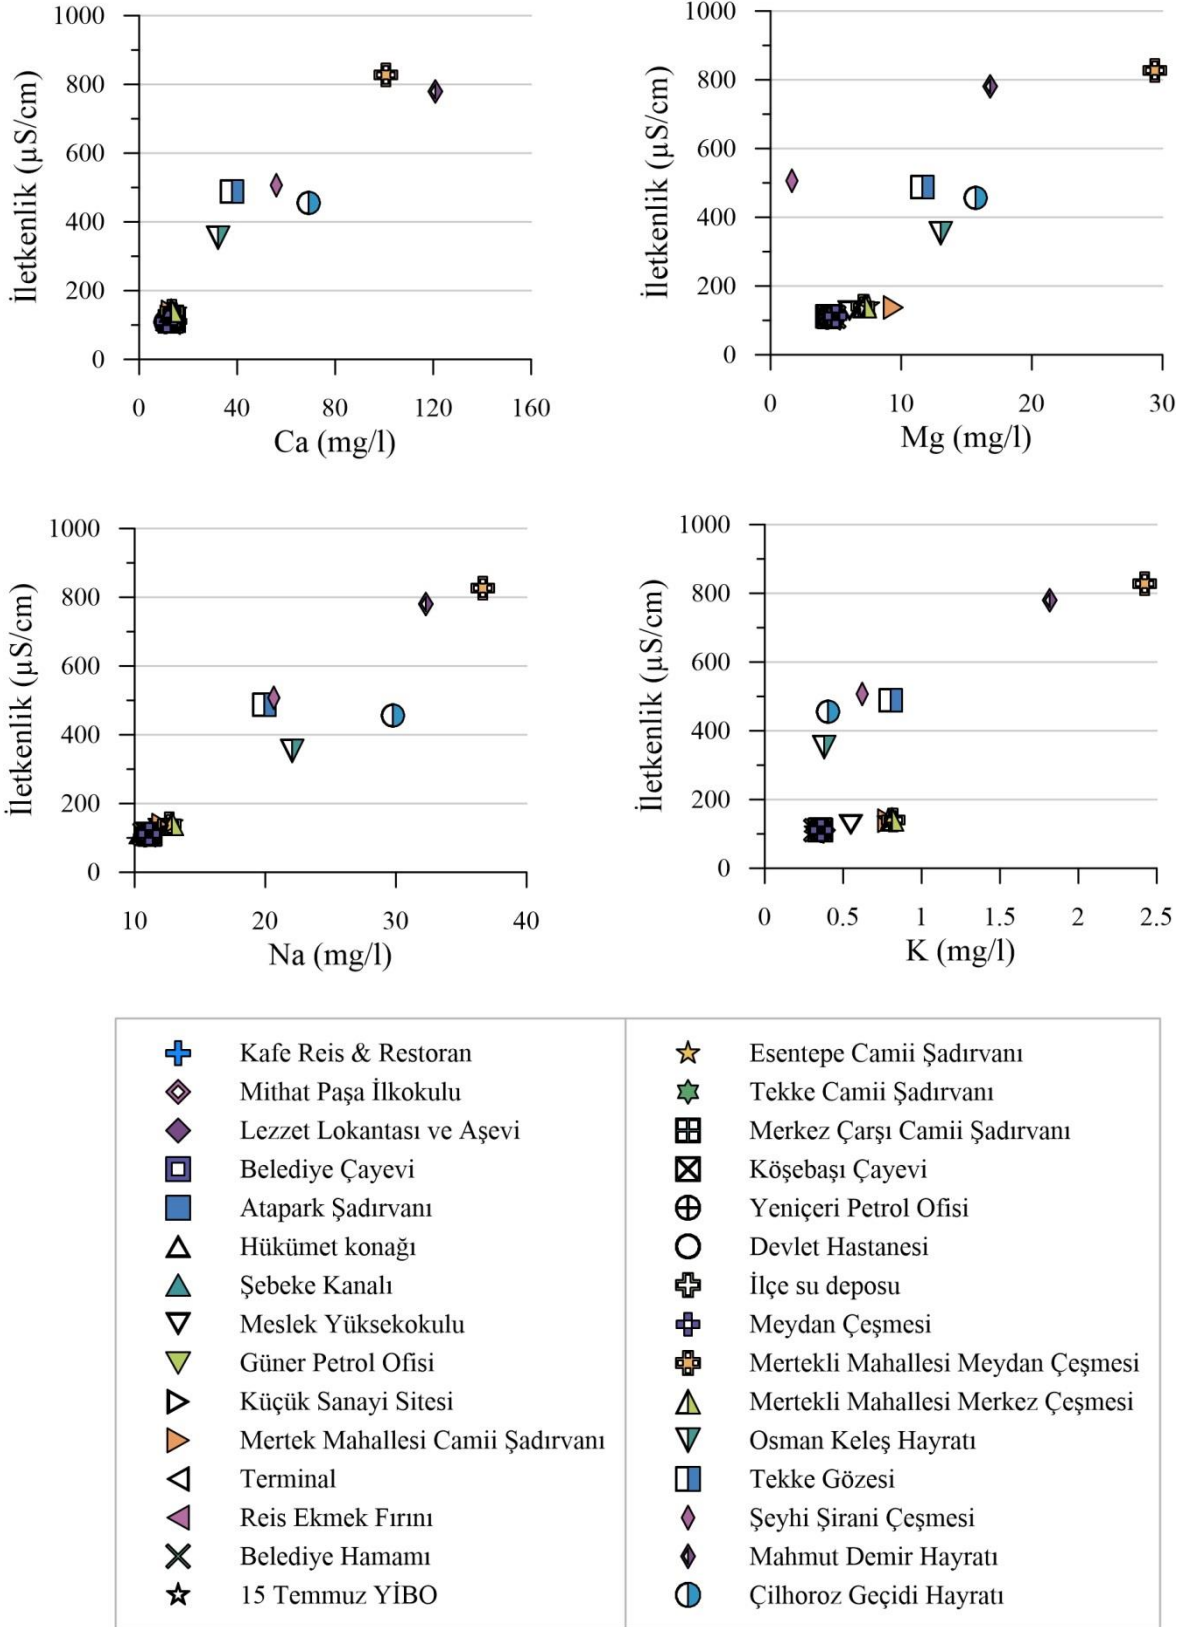 1000
800
600
400
200
0
İletkenlik (µS/cm)
0 40 80 120 160
Ca (mg/l)
1000
800
600
400
200
0
İletkenlik (µS/cm)
0 10 20 30
Mg (mg/l)
1000
800
600
400
200
0
İletkenlik (µS/cm)
10 20 30 40
Na (mg/l)
1000
800
600
400
200
0
İletkenlik (µS/cm)
0 0.5 1 1.5 2 2.5
K (mg/l)
Kafe Reis & Restoran
Mithat Paşa İlkokulu
Lezzet Lokantası ve Aşevi
Belediye Çayevi
Atapark Şadırvanı
Hükümet konağı
Şebeke Kanalı
Meslek Yüksekokulu
Güner Petrol Ofisi
Küçük Sanayi Sitesi
Mertek Mahallesi Camii Şadırvanı
Terminal
Reis Ekmek Fırını
Belediye Hamamı
15 Temmuz YİBO
Esentepe Camii Şadırvanı
Tekke Camii Şadırvanı
Merkez Çarşı Camii Şadırvanı
Köşebaşı Çayevi
Yeniçeri Petrol Ofisi
Devlet Hastanesi
İlçe su deposu
Meydan Çeşmesi
Mertekli Mahallesi Meydan Çeşmesi
Mertekli Mahallesi Merkez Çeşmesi
Osman Keleş Hayratı
Tekke Gözesi
Şeyhi Şirani Çeşmesi
Mahmut Demir Hayratı
Çilhoroz Geçidi Hayratı